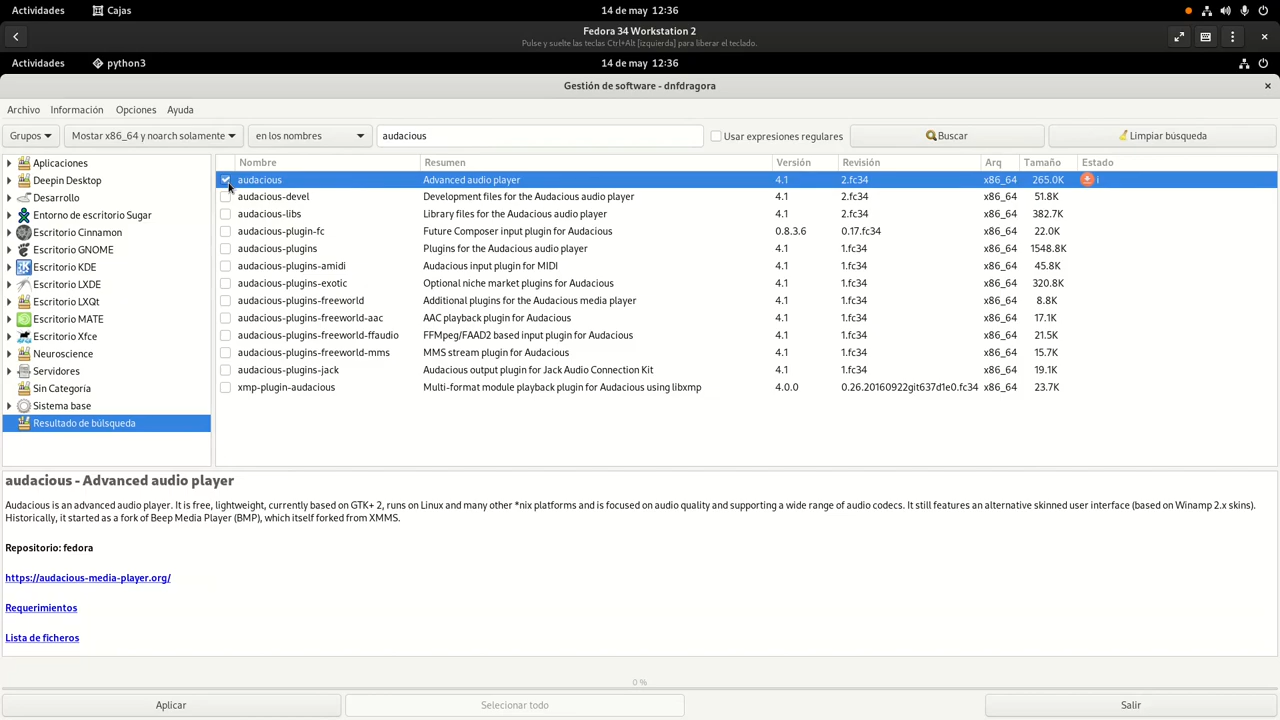 Actividades Cajas 14 de may 12:36
Fedora 34 Workstation 2
Pulse y suelte las teclas Ctrl+Alt [izquierda] para liberar el teclado.
Actividades python3 14 de may 12:36
Gestión de software - dnfdragora
Archivo Información Opciones Ayuda
Grupos Mostar x86_64 y noarch solamente en los nombres audacious Usar expresiones regulares Buscar Limpiar búsqueda
Aplicaciones
Deepin Desktop
Desarrollo
Entorno de escritorio Sugar
Escritorio Cinnamon
Escritorio GNOME
Escritorio KDE
Escritorio LXDE
Escritorio LXQt
Escritorio MATE
Escritorio Xfce
Neuroscience
Servidores
Sin Categoría
Sistema base
Resultado de búlsqueda
Nombre Resumen Versión Revisión Arq Tamaño Estado
audacious Advanced audio player 4.1 2.fc34 x86_64 265.0K i
audacious-devel Development files for the Audacious audio player 4.1 2.fc34 x86_64 51.8K
audacious-libs Library files for the Audacious audio player 4.1 2.fc34 x86_64 382.7K
audacious-plugin-fc Future Composer input plugin for Audacious 0.8.3.6 0.17.fc34 x86_64 22.0K
audacious-plugins Plugins for the Audacious audio player 4.1 1.fc34 x86_64 1548.8K
audacious-plugins-amidi Audacious input plugin for MIDI 4.1 1.fc34 x86_64 45.8K
audacious-plugins-exotic Optional niche market plugins for Audacious 4.1 1.fc34 x86_64 320.8K
audacious-plugins-freeworld Additional plugins for the Audacious media player 4.1 1.fc34 x86_64 8.8K
audacious-plugins-freeworld-aac AAC playback plugin for Audacious 4.1 1.fc34 x86_64 17.1K
audacious-plugins-freeworld-ffaudio FFMpeg/FAAD2 based input plugin for Audacious 4.1 1.fc34 x86_64 21.5K
audacious-plugins-freeworld-mms MMS stream plugin for Audacious 4.1 1.fc34 x86_64 15.7K
audacious-plugins-jack Audacious output plugin for Jack Audio Connection Kit 4.1 1.fc34 x86_64 19.1K
xmp-plugin-audacious Multi-format module playback plugin for Audacious using libxmp 4.0.0 0.26.20160922git637d1e0.fc34 x86_64 23.7K
audacious - Advanced audio player
Audacious is an advanced audio player. It is free, lightweight, currently based on GTK+ 2, runs on Linux and many other *nix platforms and is focused on audio quality and supporting a wide range of audio codecs. It still features an alternative skinned user interface (based on Winamp 2.x skins).
Historically, it started as a fork of Beep Media Player (BMP), which itself forked from XMMS.
Repositorio: fedora
https://audacious-media-player.org/
Requerimientos
Lista de ficheros
0 %
Aplicar Selecionar todo Salir